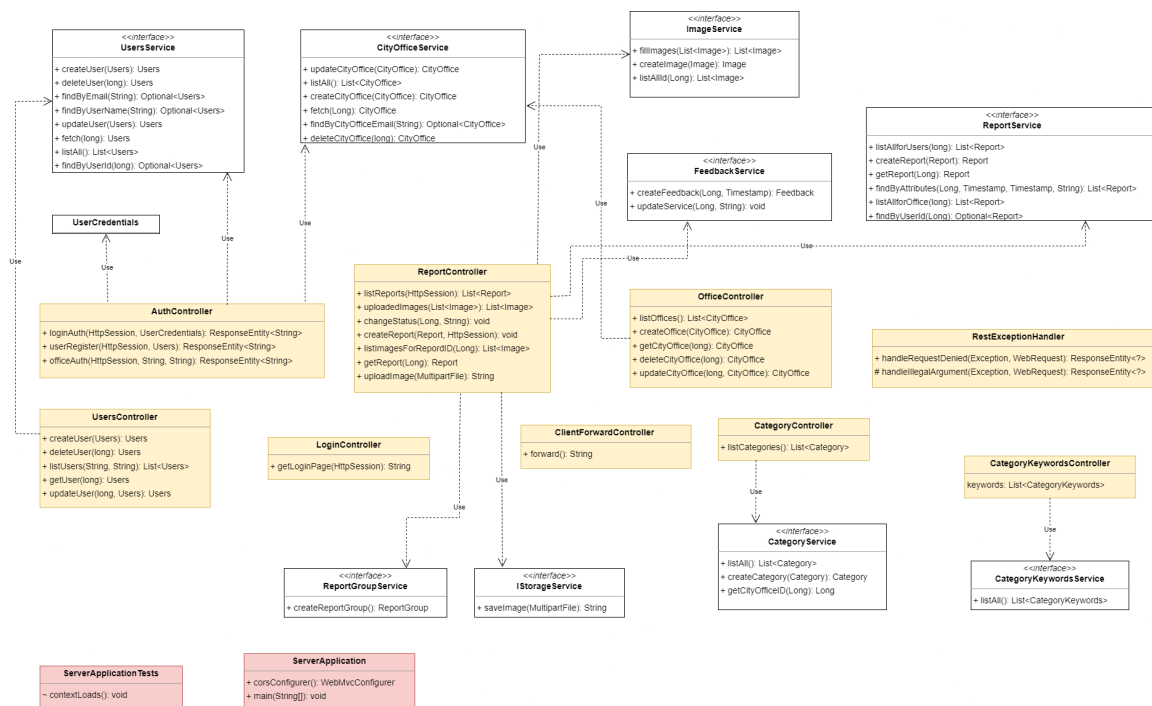 <<interface>>
UsersService
+ createUser(Users): Users
+ deleteUser(long): Users
+ findByEmail(String): Optional<Users>
+ findByUserName(String): Optional<Users>
+ updateUser(Users): Users
+ fetch(long): Users
+ listAll(): List<Users>
+ findByUserId(long): Optional<Users>
<<interface>>
CityOfficeService
+ updateCityOffice(CityOffice): CityOffice
+ listAll(): List<CityOffice>
+ createCityOffice(CityOffice): CityOffice
+ fetch(Long): CityOffice
+ findByCityOfficeEmail(String): Optional<CityOffice>
+ deleteCityOffice(long): CityOffice
<<interface>>
ImageService
+ fillImages(List<Image>): List<Image>
+ createImage(Image): Image
+ listAllId(Long): List<Image>
<<interface>>
ReportService
+ listAllforUsers(long): List<Report>
+ createReport(Report): Report
+ getReport(Long): Report
+ findByAttributes(Long, Timestamp, Timestamp, String): List<Report>
+ listAllforOffice(long): List<Report>
+ findByUserId(Long): Optional<Report>
<<interface>>
FeedbackService
+ createFeedback(Long, Timestamp): Feedback
+ updateService(Long, String): void
Use
Use
Use
UserCredentials
Use
Use
Use
Use
Use
Use
AuthController
+ loginAuth(HttpSession, UserCredentials): ResponseEntity<String>
+ userRegister(HttpSession, Users): ResponseEntity<String>
+ officeAuth(HttpSession, String, String): ResponseEntity<String>
ReportController
+ listReports(HttpSession): List<Report>
+ uploadedImages(List<Image>): List<Image>
+ changeStatus(Long, String): void
+ createReport(Report, HttpSession): void
+ listImagesForRepordID(Long): List<Image>
+ getReport(Long): Report
+ uploadImage(MultipartFile): String
OfficeController
+ listOffices(): List<CityOffice>
+ createOffice(CityOffice): CityOffice
+ getCityOffice(long): CityOffice
+ deleteCityOffice(long): CityOffice
+ updateCityOffice(long, CityOffice): CityOffice
RestExceptionHandler
+ handleRequestDenied(Exception, WebRequest): ResponseEntity<?>
# handleIllegalArgument(Exception, WebRequest): ResponseEntity<?>
UsersController
+ createUser(Users): Users
+ deleteUser(long): Users
+ listUsers(String, String): List<Users>
+ getUser(long): Users
+ updateUser(long, Users): Users
LoginController
+ getLoginPage(HttpSession): String
ClientForwardController
+ forward(): String
CategoryController
+ listCategories(): List<Category>
CategoryKeywordsController
keywords: List<CategoryKeywords>
Use
Use
Use
Use
<<interface>>
ReportGroupService
+ createReportGroup(): ReportGroup
<<interface>>
IStorageService
+ saveImage(MultipartFile): String
<<interface>>
CategoryService
+ listAll(): List<Category>
+ createCategory(Category): Category
+ getCityOfficeID(Long): Long
<<interface>>
CategoryKeywordsService
+ listAll(): List<CategoryKeywords>
ServerApplicationTests
~ contextLoads(): void
ServerApplication
+ corsConfigurer(): WebMvcConfigurer
+ main(String[]): void